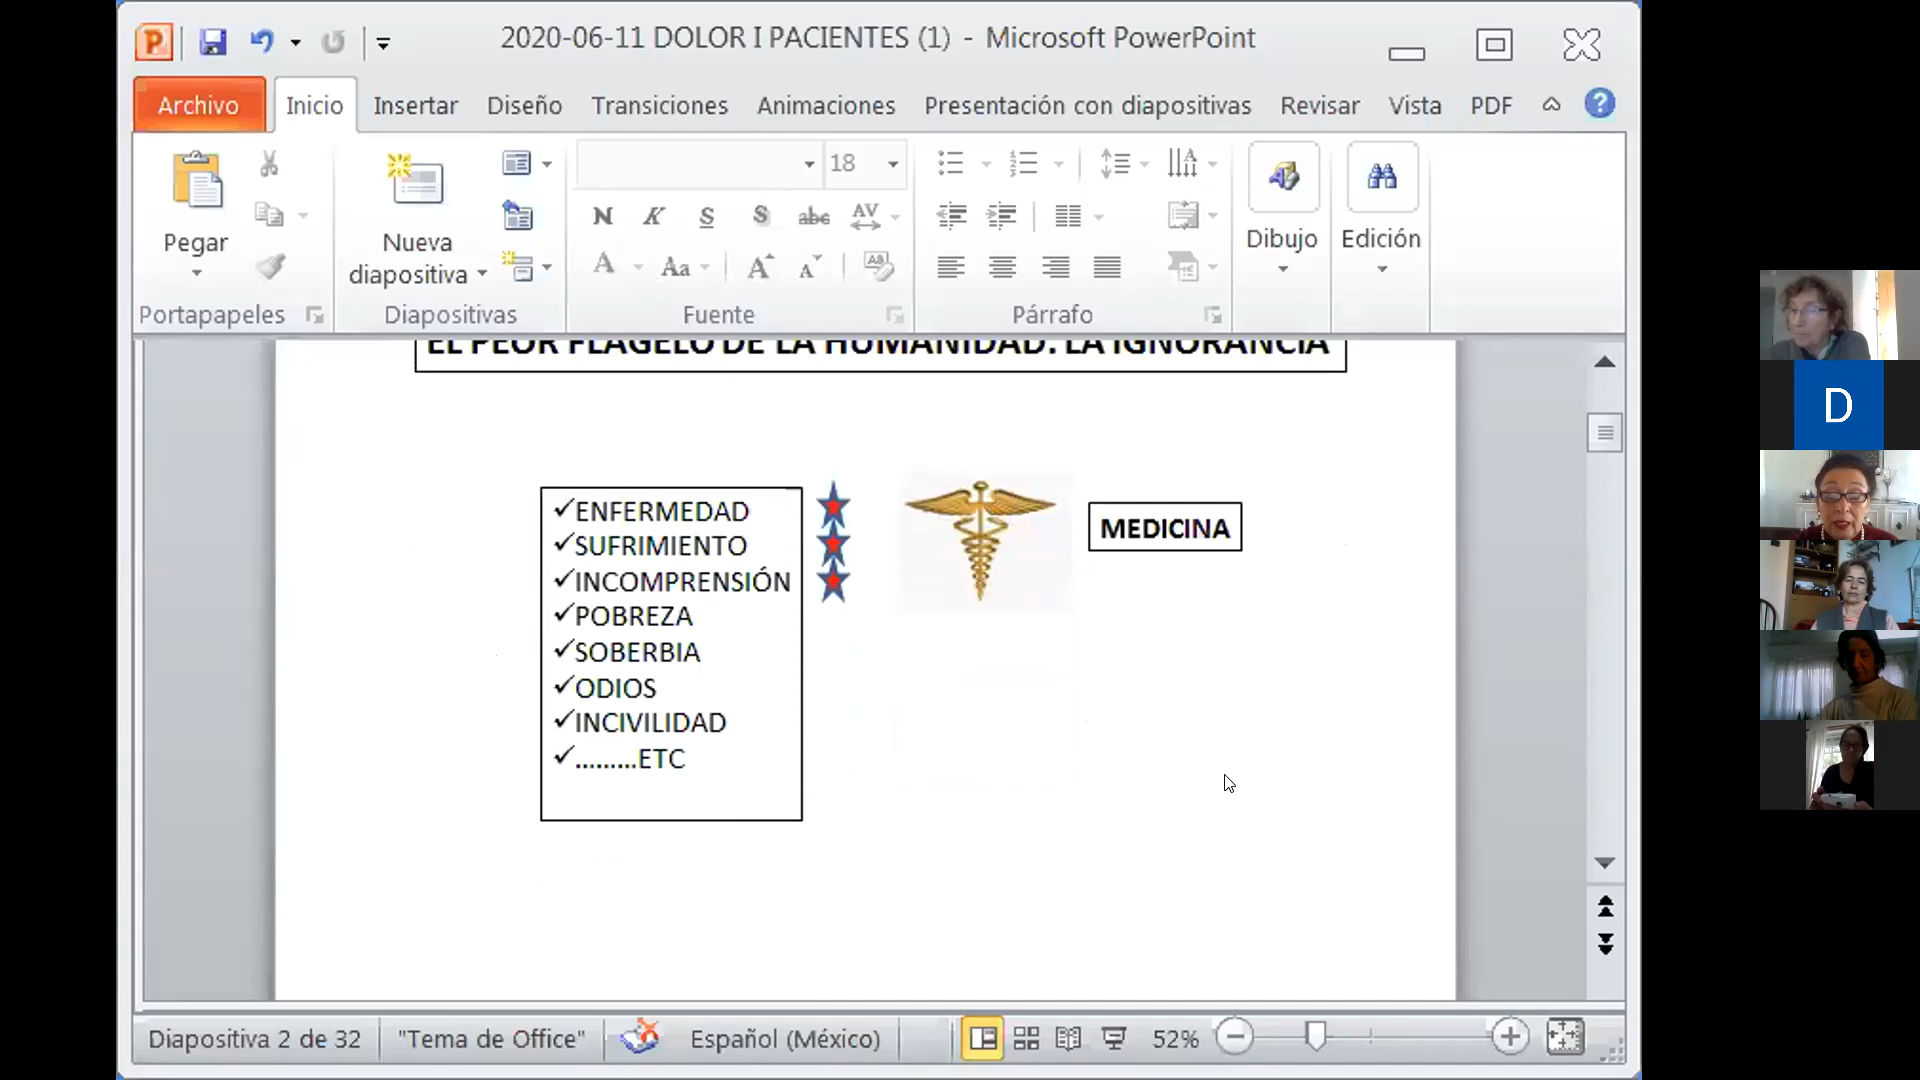 2020-06-11 DOLOR I PACIENTES (1) - Microsoft PowerPoint
Archivo Inicio Insertar Diseño Transiciones Animaciones Presentación con diapositivas Revisar Vista PDF
18
N K S S abc AV
Pegar
Nueva diapositiva
Dibujo
Edición
A Aa A A
Portapapeles Diapositivas Fuente Párrafo
EL PEOR FLAGELO DE LA HUMANIDAD: LA IGNORANCIA
✓ENFERMEDAD
✓SUFRIMIENTO
✓INCOMPRENSIÓN
✓POBREZA
✓SOBERBIA
✓ODIOS
✓INCIVILIDAD
✓.........ETC
MEDICINA
D
Diapositiva 2 de 32 "Tema de Office" Español (México) 52%